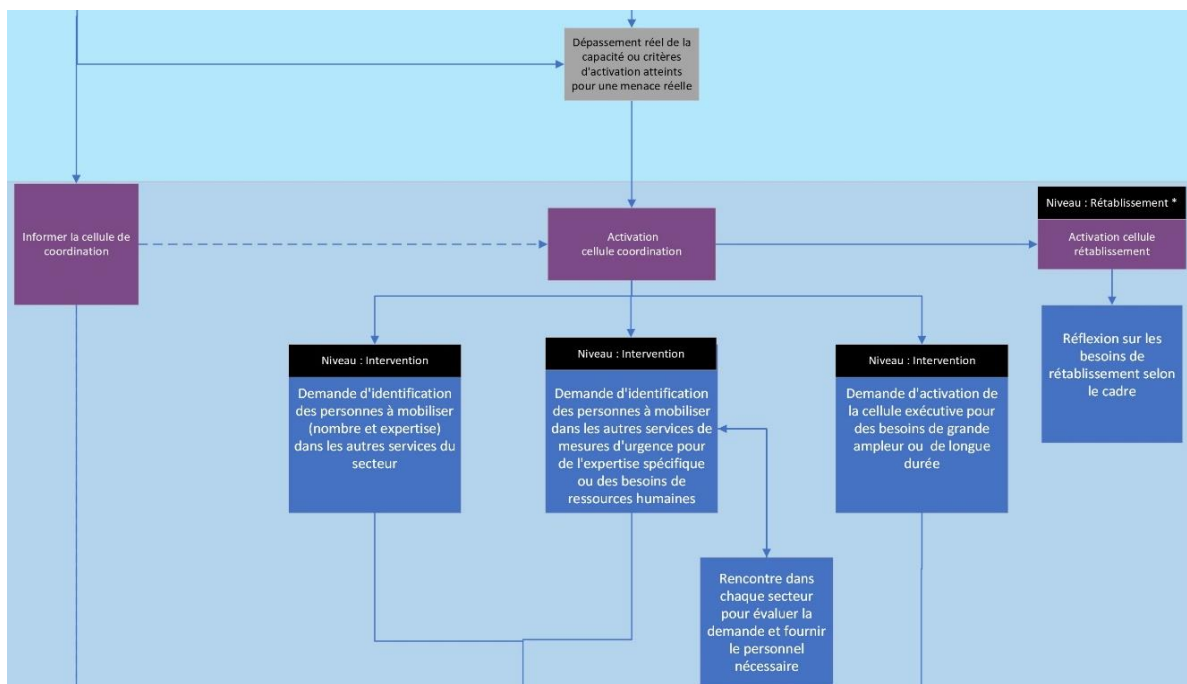 Dépassement réel de la
capacité ou critères
d'activation atteints
pour une menace réelle
Informer la cellule de
coordination
Activation
cellule coordination
Niveau : Rétablissement *
Activation cellule
rétablissement
Réflexion sur les
besoins de
rétablissement selon
le cadre
Niveau : Intervention
Demande d'identification
des personnes à mobiliser
(nombre et expertise)
dans les autres services du
secteur
Niveau : Intervention
Demande d'identification
des personnes à mobiliser
dans les autres services de
mesures d'urgence pour
de l'expertise spécifique
ou des besoins de
ressources humaines
Niveau : Intervention
Demande d'activation de
la cellule exécutive pour
des besoins de grande
ampleur ou de longue
durée
Rencontre dans
chaque secteur
pour évaluer la
demande et fournir
le personnel
nécessaire